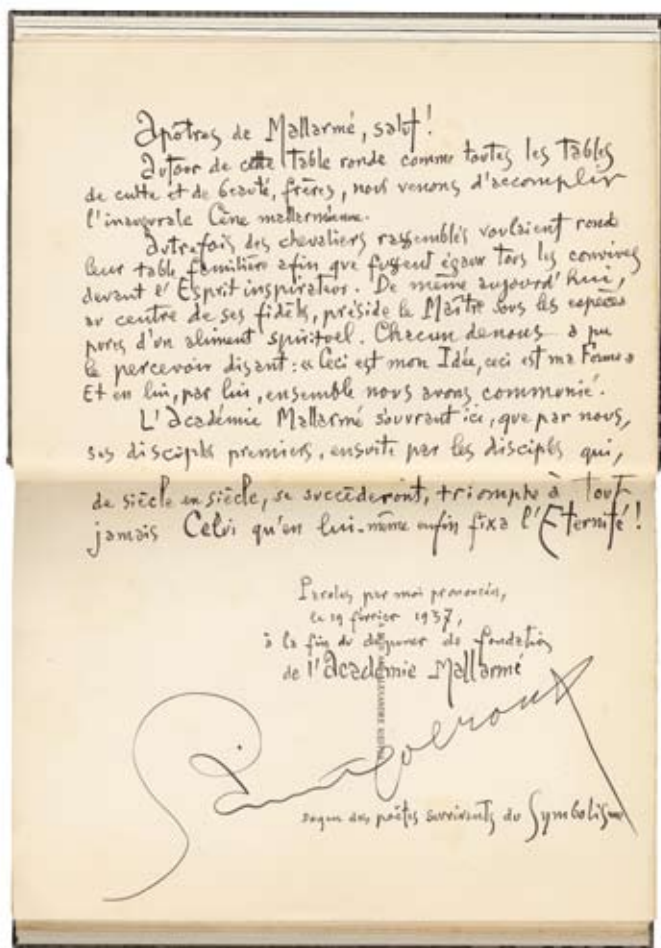 Apôtres de Mallarmé, salut !
Autour de cette table ronde comme toutes les tables
de culte et de beauté, frères, nous venons d'accomplir
l'inaugurale Cène mallarméenne.
Autrefois des chevaliers rassemblés voulaient ronde
leur table familière afin que fussent égaux tous les convives
devant l'Esprit inspirateur. De même aujourd'hui,
au centre de ses fidèles, préside le Maître sous les espèces
pures d'un aliment spirituel. Chacun de nous a pu
le percevoir disant : « Ceci est mon Idée, ceci est ma Forme »
Et en lui, par lui, ensemble nous avons communié.
L'Académie Mallarmé s'ouvrant ici, que par nous,
ses disciples premiers, ensuite par les disciples qui,
de siècle en siècle, se succèderont, triomphe à tout
jamais Celui qu'en lui-même enfin fixa l'Eternité !
Paroles par moi prononcées,
le 19 février 1937,
à la fin du déjeuner de fondation
de l'Académie Mallarmé
Saint-Pol-Roux
doyen des poètes survivants du Symbolisme